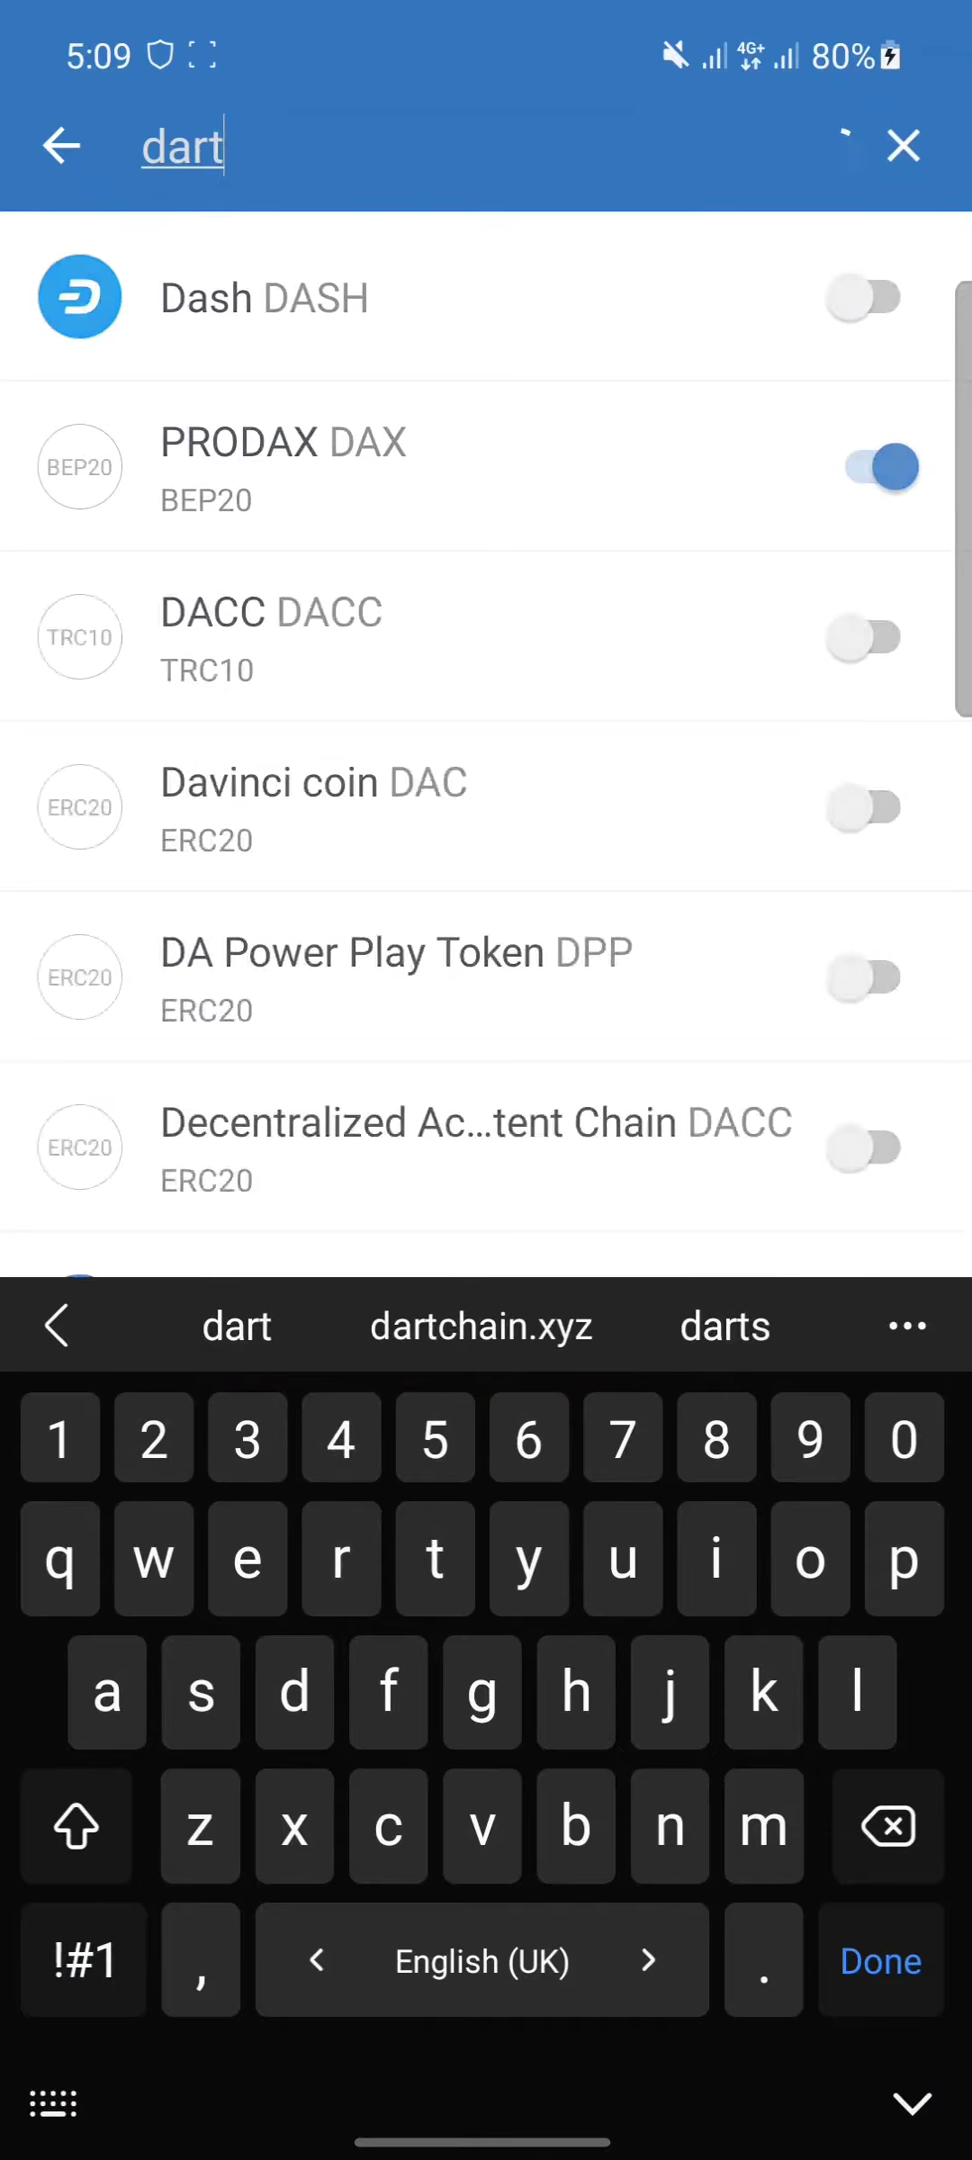 5:09 4G+ 80%
dart
Dash DASH
BEP20 PRODAX DAX
BEP20
TRC10 DACC DACC
TRC10
ERC20 Davinci coin DAC
ERC20
ERC20 DA Power Play Token DPP
ERC20
ERC20 Decentralized Ac...tent Chain DACC
ERC20
dart dartchain.xyz darts
1 2 3 4 5 6 7 8 9 0
q w e r t y u i o p
a s d f g h j k l
z x c v b n m
!#1 , English (UK) . Done